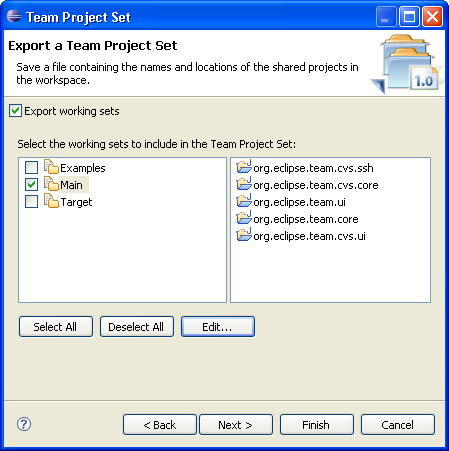 Team Project Set
Export a Team Project Set
Save a file containing the names and locations of the shared projects in
the workspace.
1.0
Export working sets
Select the working sets to include in the Team Project Set:
Examples
Main
Target
org.eclipse.team.cvs.ssh
org.eclipse.team.cvs.core
org.eclipse.team.ui
org.eclipse.team.core
org.eclipse.team.cvs.ui
Select All
Deselect All
Edit...
?
< Back
Next >
Finish
Cancel